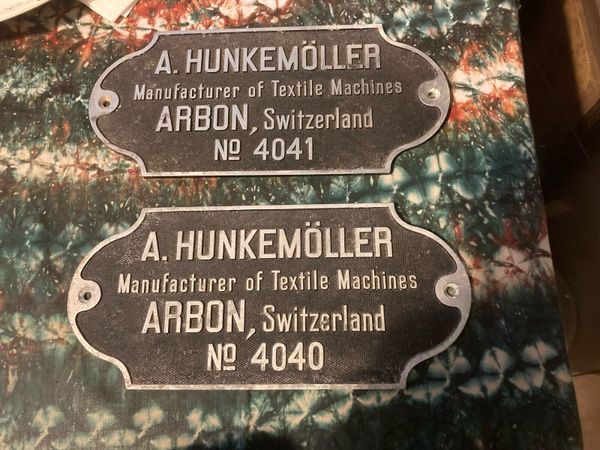 A. HUNKEMÖLLER
Manufacturer of Textile Machines
ARBON, Switzerland
No 4041
A. HUNKEMÖLLER
Manufacturer of Textile Machines
ARBON, Switzerland
No 4040